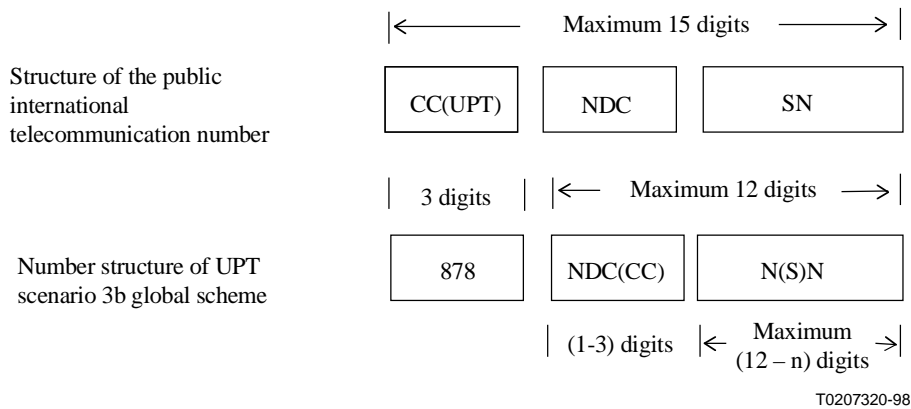 Maximum 15 digits
Structure of the public
international
telecommunication number
CC(UPT)
NDC
SN
3 digits
Maximum 12 digits
Number structure of UPT
scenario 3b global scheme
878
NDC(CC)
N(S)N
(1-3) digits
Maximum
(12 – n) digits
T0207320-98